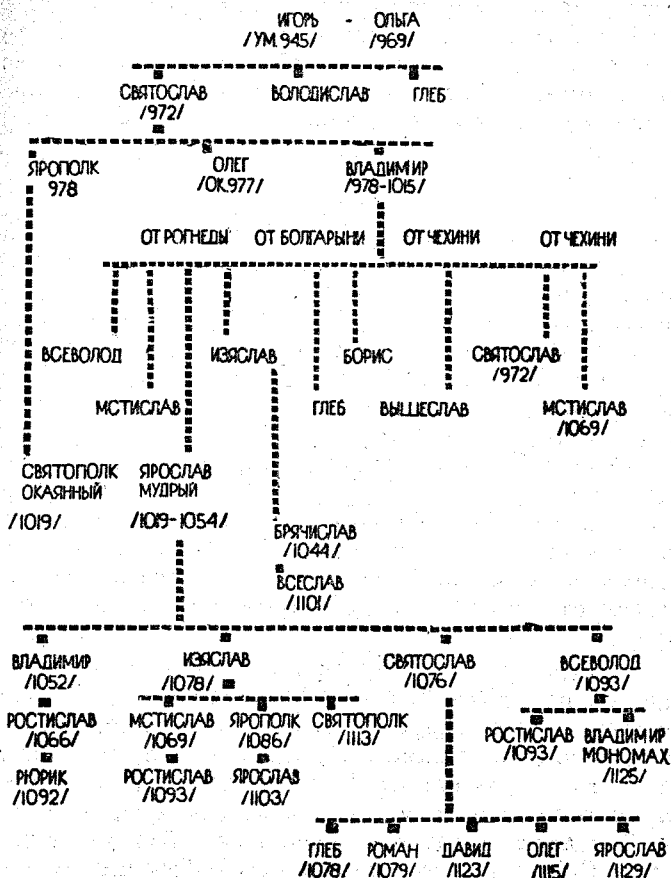 ИГОРЬ - ОЛЬГА
/УМ.945/ /969/
СВЯТОСЛАВ ВОЛОДИСЛАВ ГЛЕБ
/972/
ЯРОПОЛК ОЛЕГ ВЛАДИМИР
978 /ОК.977/ /978-1015/
ОТ РОГНЕДЫ ОТ БОЛГАРЫНИ ОТ ЧЕХИНИ ОТ ЧЕХИНИ
ВСЕВОЛОД ИЗЯСЛАВ БОРИС СВЯТОСЛАВ
/972/
МСТИСЛАВ ГЛЕБ ВЫШЕСЛАВ МСТИСЛАВ
/1069/
СВЯТОПОЛК ЯРОСЛАВ
ОКАЯННЫЙ МУДРЫЙ
/1019/ /1019-1054/
БРЯЧИСЛАВ
/1044/
ВСЕСЛАВ
/1101/
ВЛАДИМИР ИЗЯСЛАВ СВЯТОСЛАВ ВСЕВОЛОД
/1052/ /1078/ /1076/ /1093/
РОСТИСЛАВ МСТИСЛАВ ЯРОПОЛК СВЯТОПОЛК РОСТИСЛАВ ВЛАДИМИР
/1066/ /1069/ /1086/ /1113/ /1093/ МОНОМАХ
/1125/
РЮРИК РОСТИСЛАВ ЯРОСЛАВ
/1092/ /1093/ /1103/
ГЛЕБ РОМАН ДАВИД ОЛЕГ ЯРОСЛАВ
/1078/ /1079/ /1123/ /1115/ /1129/